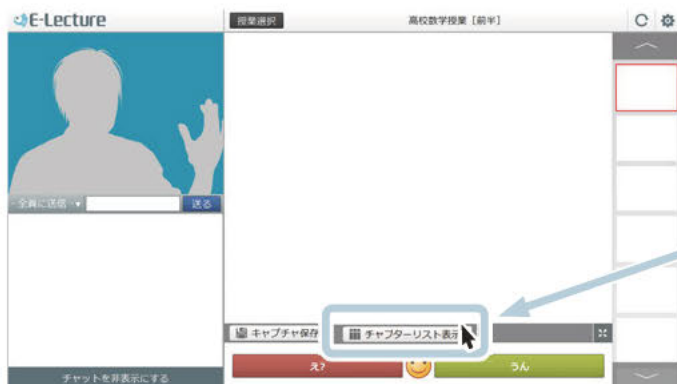 E-Lecture
授業選択
高校数学授業［前半］
全員に送信
送る
キャプチャ保存
チャプターリスト表示
え?
うん
チャットを非表示にする